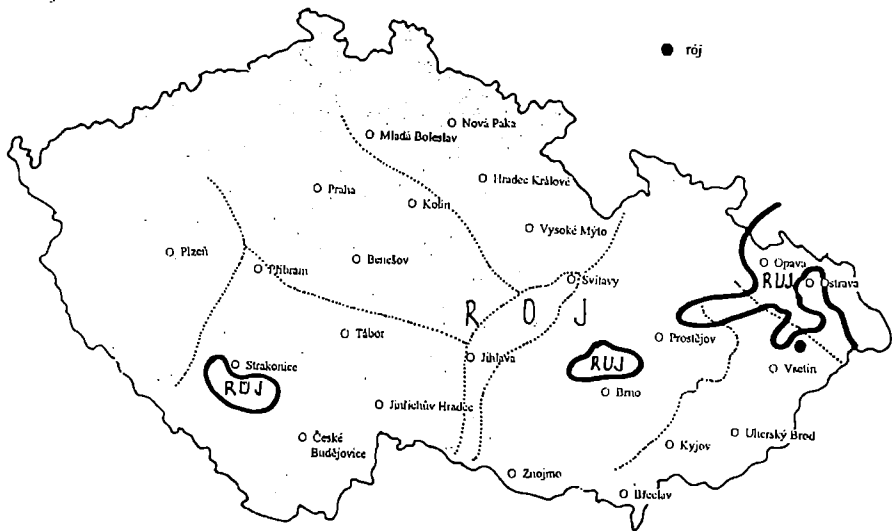 rój
Nová Paka
Mladá Boleslav
Hradec Králové
Praha
Kolín
Vysoké Mýto
Plzeň
Benešov
Příbram
Opava
RUJ
Ostrava
Svitavy
R O J
Tábor
Prostějov
Jihlava
Strakonice
RŮJ
RUJ
Vsetín
Brno
Jindřichův Hradec
České
Budějovice
Uherský Brod
Kyjov
Znojmo
Břeclav